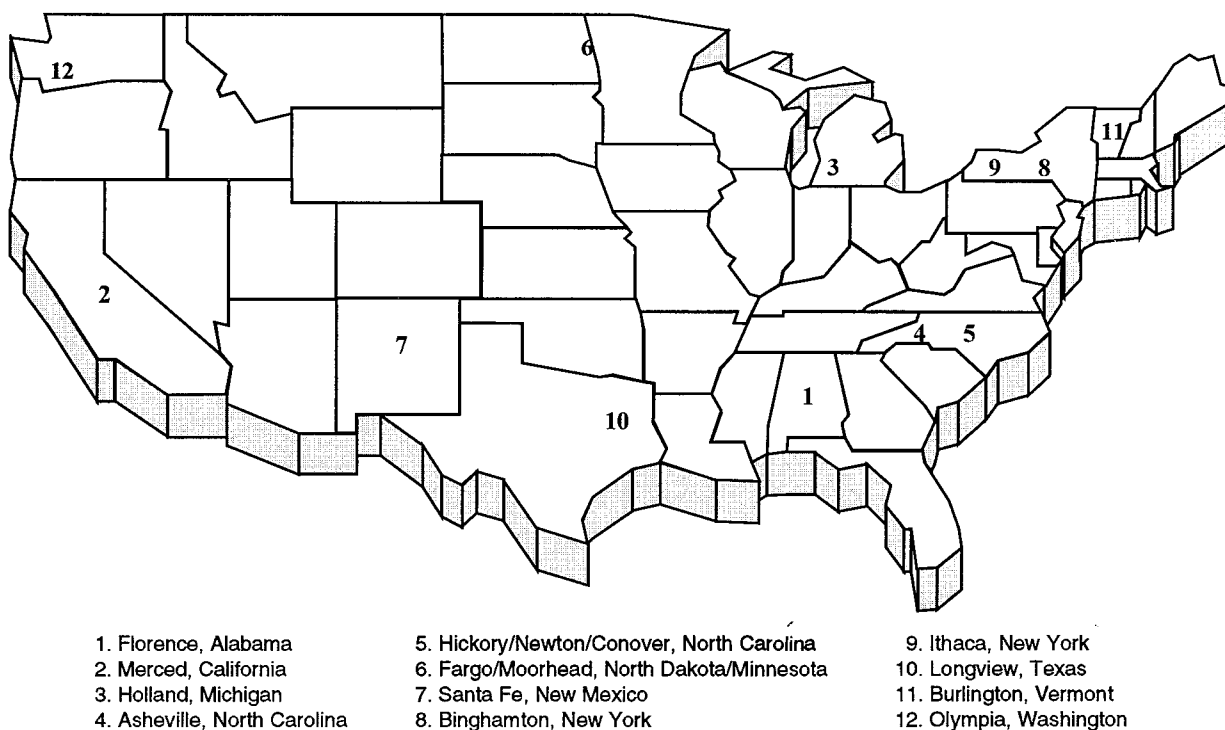 6
12
11
3
9
8
2
4
5
7
1
10
1. Florence, Alabama
2. Merced, California
3. Holland, Michigan
4. Asheville, North Carolina
5. Hickory/Newton/Conover, North Carolina
6. Fargo/Moorhead, North Dakota/Minnesota
7. Santa Fe, New Mexico
8. Binghamton, New York
9. Ithaca, New York
10. Longview, Texas
11. Burlington, Vermont
12. Olympia, Washington